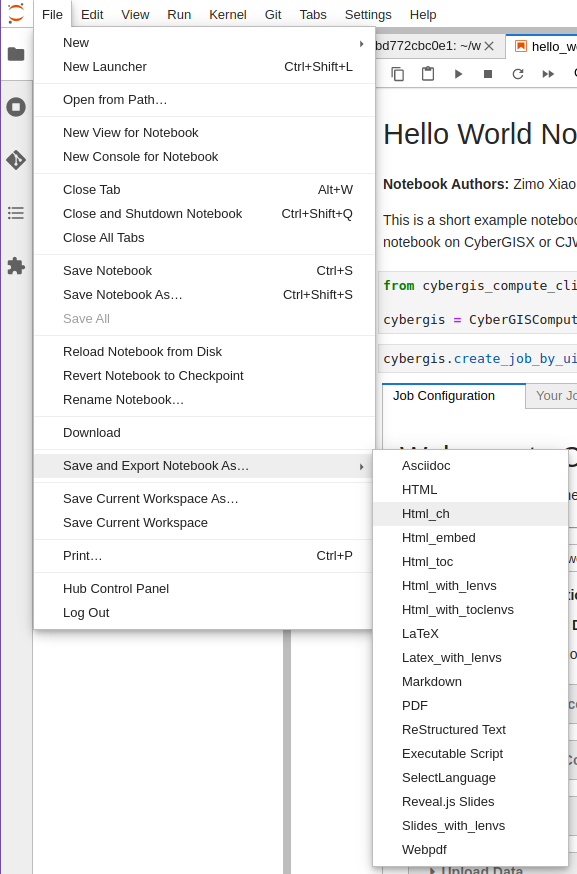 File Edit View Run Kernel Git Tabs Settings Help
New
New Launcher Ctrl+Shift+L
Open from Path…
New View for Notebook
New Console for Notebook
Close Tab Alt+W
Close and Shutdown Notebook Ctrl+Shift+Q
Close All Tabs
Save Notebook Ctrl+S
Save Notebook As… Ctrl+Shift+S
Save All
Reload Notebook from Disk
Revert Notebook to Checkpoint
Rename Notebook…
Download
Save and Export Notebook As…
Save Current Workspace As…
Save Current Workspace
Print… Ctrl+P
Hub Control Panel
Log Out
bd772cbc0e1: ~/w
hello_w
Hello World No
Notebook Authors: Zimo Xiao
This is a short example noteboo
notebook on CyberGISX or CJW
from cybergis_compute_cli
cybergis = CyberGISComput
cybergis.create_job_by_ui
Job Configuration Your Jo
Asciidoc
HTML
Html_ch
Html_embed
Html_toc
Html_with_lenvs
Html_with_toclenvs
LaTeX
Latex_with_lenvs
Markdown
PDF
ReStructured Text
Executable Script
SelectLanguage
Reveal.js Slides
Slides_with_lenvs
Webpdf
Upload Data